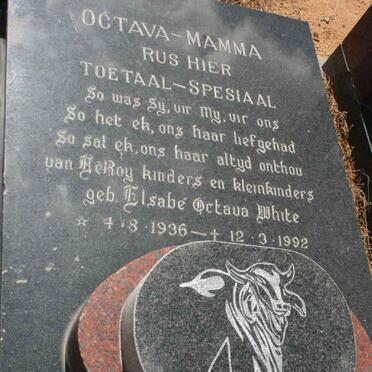 OCTAVA-MAMMA
RUS HIER
TOETAAL-SPESIAAL
So was Sy, vir My, vir ons
So het ek, ons haar liefgehad
So sal ek, ons haar altyd onthou
van HeRoy kinders en kleinkinders
geb. Elsabé Octava White
* 4-8-1936 - † 12-3-1992